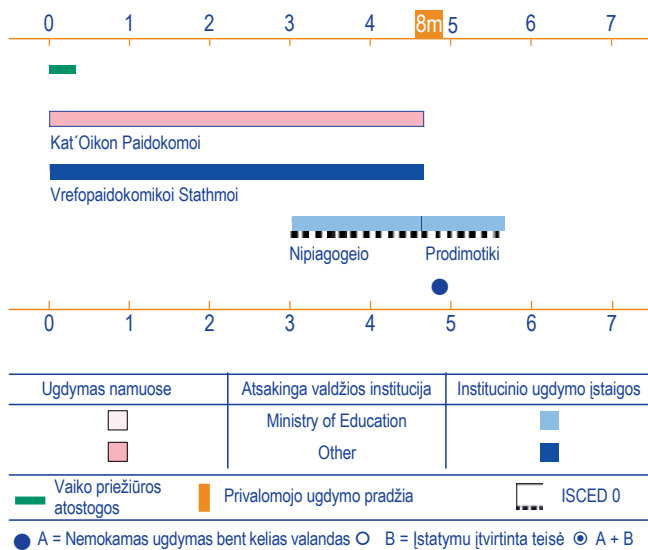 0 1 2 3 4 8m 5 6 7
Kat´Oikon Paidokomoi
Vrefopaidokomikoi Stathmoi
Nipiagogeio Prodimotiki
0 1 2 3 4 5 6 7
Ugdymas namuose Atsakinga valdžios institucija Institucinio ugdymo įstaigos
Ministry of Education
Other
Vaiko priežiūros
atostogos
Privalomojo ugdymo pradžia
ISCED 0
A = Nemokamas ugdymas bent kelias valandas B = Įstatymu įtvirtinta teisė A + B